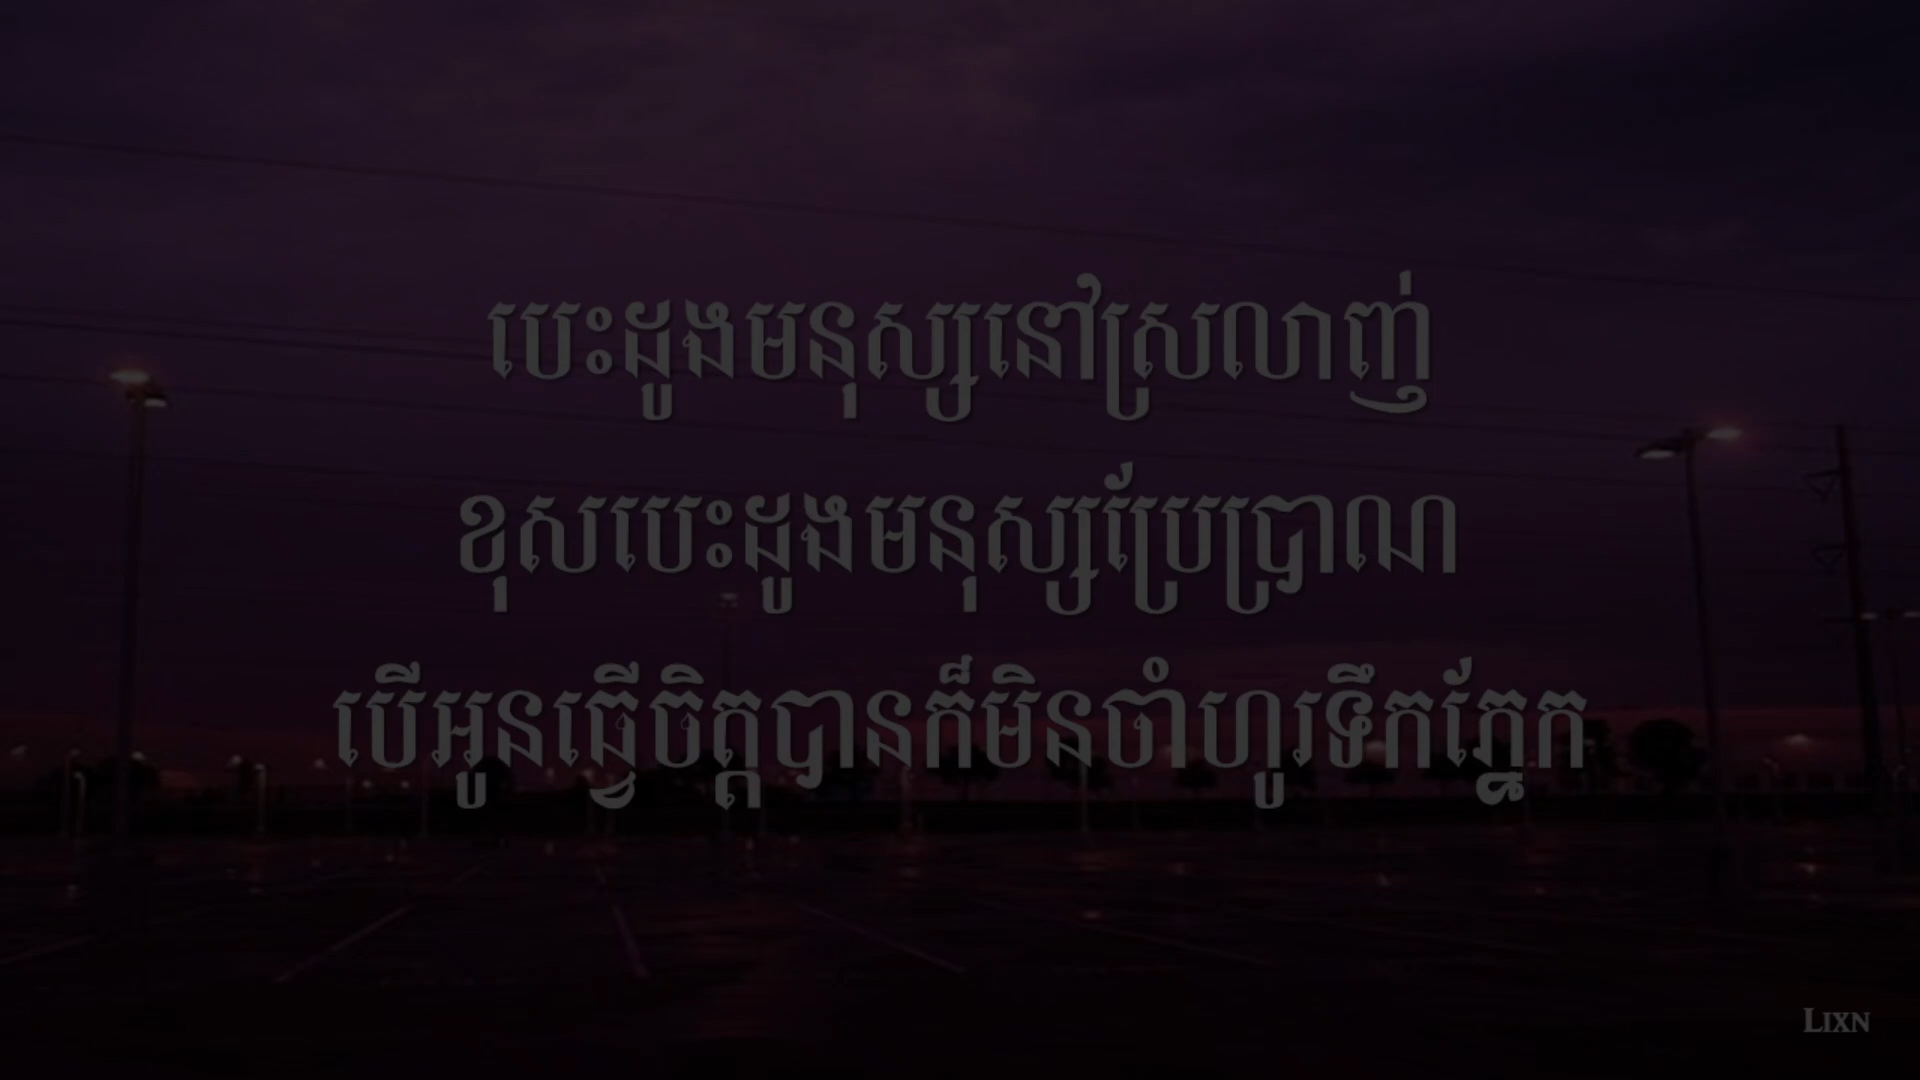 បេះដូងមនុស្សនៅស្រលាញ់
ខុសបេះដូងមនុស្សប្រែប្រាណ
បើអូនធ្វើចិត្តបានក៏មិនចាំហូរទឹកភ្នែក
LIXN